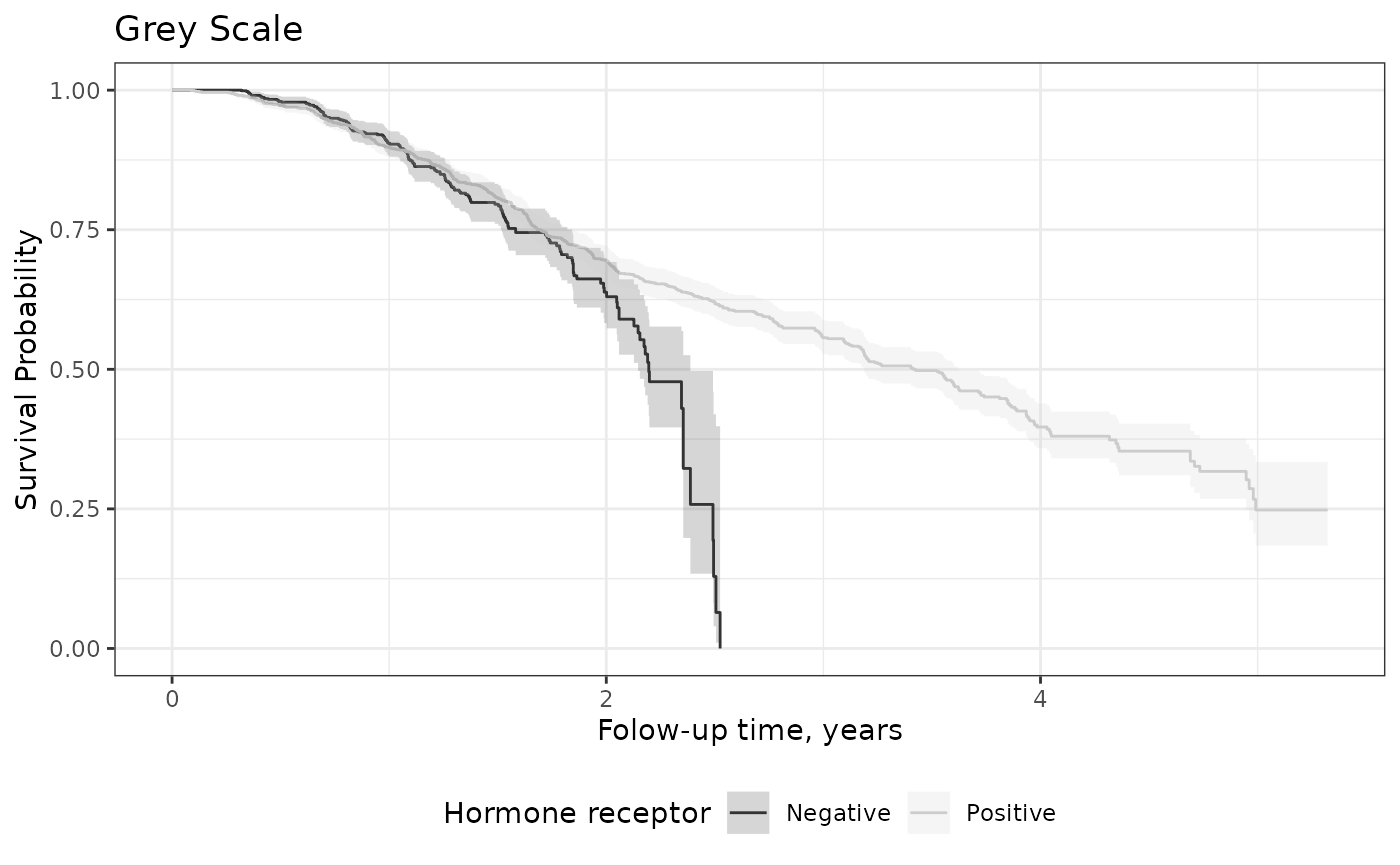 Grey Scale
Survival Probability
1.00
0.75
0.50
0.25
0.00
0 2 4
Folow-up time, years
Hormone receptor Negative Positive